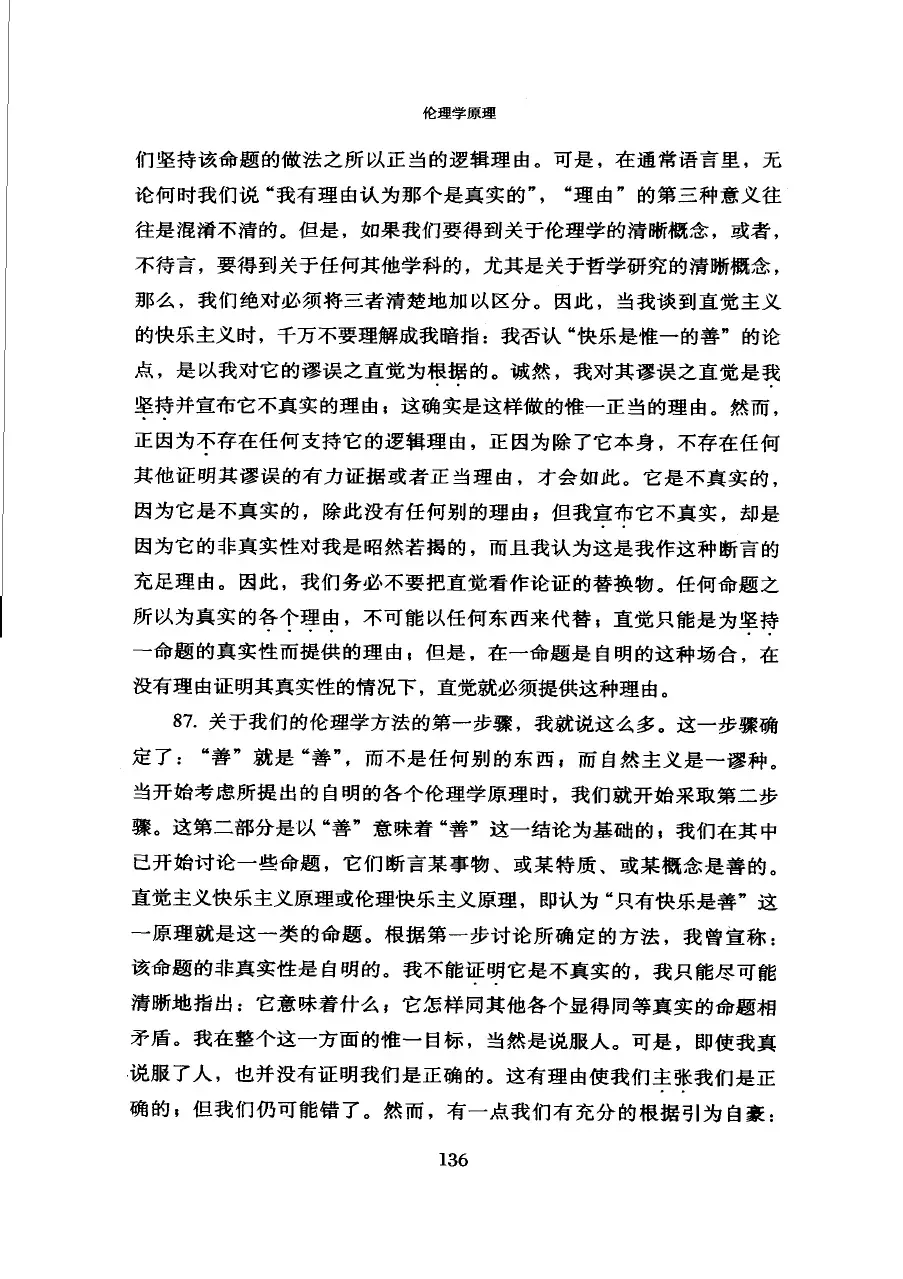 伦理学原理
们坚持该命题的做法之所以正当的逻辑理由。可是，在通常语言里，无
论何时我们说“我有理由认为那个是真实的”，“理由”的第三种意义往
往是混淆不清的。但是，如果我们要得到关于伦理学的清晰概念，或者，
不待言，要得到关于任何其他学科的，尤其是关于哲学研究的清晰概念，
那么，我们绝对必须将三者清楚地加以区分。因此，当我谈到直觉主义
的快乐主义时，千万不要理解成我暗指：我否认“快乐是惟一的善”的论
点，是以我对它的谬误之直觉为根据的。诚然，我对其谬误之直觉是我
坚持并宣布它不真实的理由；这确实是这样做的惟一正当的理由。然而，
正因为不存在任何支持它的逻辑理由，正因为除了它本身，不存在任何
其他证明其谬误的有力证据或者正当理由，才会如此。它是不真实的，
因为它是不真实的，除此没有任何别的理由；但我宣布它不真实，却是
因为它的非真实性对我是昭然若揭的，而且我认为这是我作这种断言的
充足理由。因此，我们务必不要把直觉看作论证的替换物。任何命题之
所以为真实的各个理由，不可能以任何东西来代替；直觉只能是为坚持
一命题的真实性而提供的理由；但是，在一命题是自明的这种场合，在
没有理由证明其真实性的情况下，直觉就必须提供这种理由。
87. 关于我们的伦理学方法的第一步骤，我就说这么多。这一步骤确
定了：“善”就是“善”，而不是任何别的东西；而自然主义是一谬种。
当开始考虑所提出的自明的各个伦理学原理时，我们就开始采取第二步
骤。这第二部分是以“善”意味着“善”这一结论为基础的；我们在其中
已开始讨论一些命题，它们断言某事物、或某特质、或某概念是善的。
直觉主义快乐主义原理或伦理快乐主义原理，即认为“只有快乐是善”这
一原理就是这一类的命题。根据第一步讨论所确定的方法，我曾宣称：
该命题的非真实性是自明的。我不能证明它是不真实的，我只能尽可能
清晰地指出：它意味着什么；它怎样同其他各个显得同等真实的命题相
矛盾。我在整个这一方面的惟一目标，当然是说服人。可是，即使我真
说服了人，也并没有证明我们是正确的。这有理由使我们主张我们是正
确的；但我们仍可能错了。然而，有一点我们有充分的根据引为自豪：
136